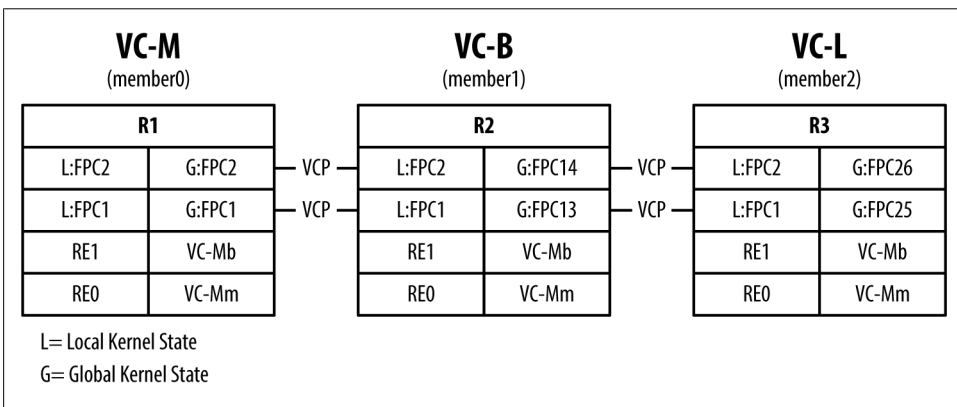 VC-M
(member0)
VC-B
(member1)
VC-L
(member2)
R1
R2
R3
L:FPC2 G:FPC2 VCP L:FPC2 G:FPC14 VCP L:FPC2 G:FPC26
L:FPC1 G:FPC1 VCP L:FPC1 G:FPC13 VCP L:FPC1 G:FPC25
RE1 VC-Mb RE1 VC-Mb RE1 VC-Mb
RE0 VC-Mm RE0 VC-Mm RE0 VC-Mm
L= Local Kernel State
G= Global Kernel State